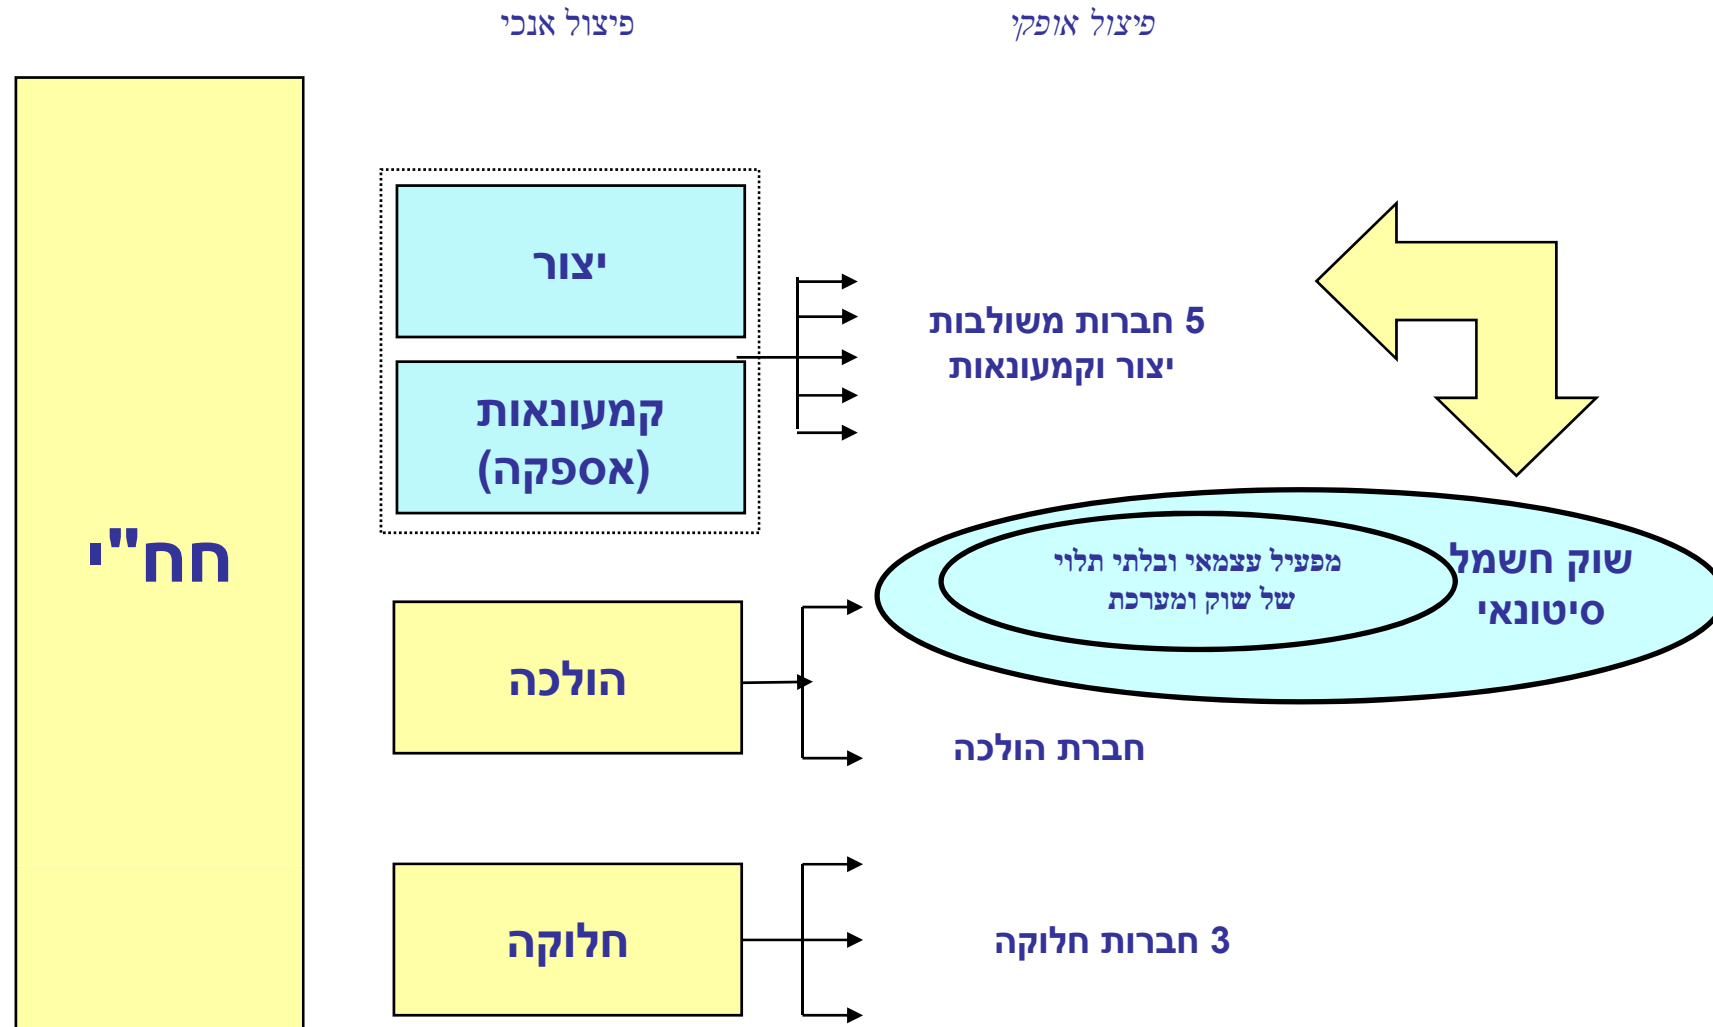 פיצול אופקי
פיצול אנכי
חח"י
יצור
קמעונאות
(אספקה)
5 חברות משולבות
יצור וקמעונאות
שוק חשמל
סיטונאי
מפעיל עצמאי ובלתי תלוי
של שוק ומערכת
הולכה
חברת הולכה
חלוקה
3 חברות חלוקה